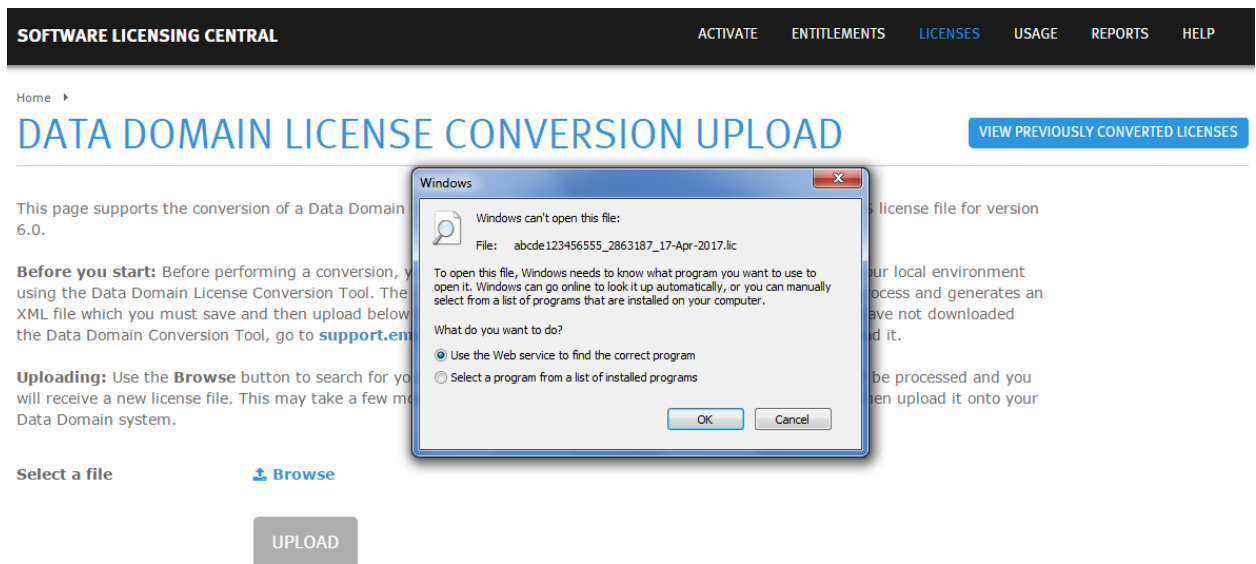 SOFTWARE LICENSING CENTRAL ACTIVATE ENTITLEMENTS LICENSES USAGE REPORTS HELP
Home
DATA DOMAIN LICENSE CONVERSION UPLOAD
VIEW PREVIOUSLY CONVERTED LICENSES
This page supports the conversion of a Data Domain license file for version
6.0.
Before you start: Before performing a conversion, local environment
using the Data Domain License Conversion Tool. The and generates an
XML file which you must save and then upload below have not downloaded
the Data Domain Conversion Tool, go to it.
Uploading: Use the Browse button to search for be processed and you
will receive a new license file. This may take a few upload it onto your
Data Domain system.
Select a file
Browse
UPLOAD
Windows
Windows can't open this file:
File: abcde123456555_2863187_17-Apr-2017.lic
To open this file, Windows needs to know what program you want to use to
open it. Windows can go online to look it up automatically, or you can manually
select from a list of programs that are installed on your computer.
What do you want to do?
Use the Web service to find the correct program
Select a program from a list of installed programs
OK
Cancel